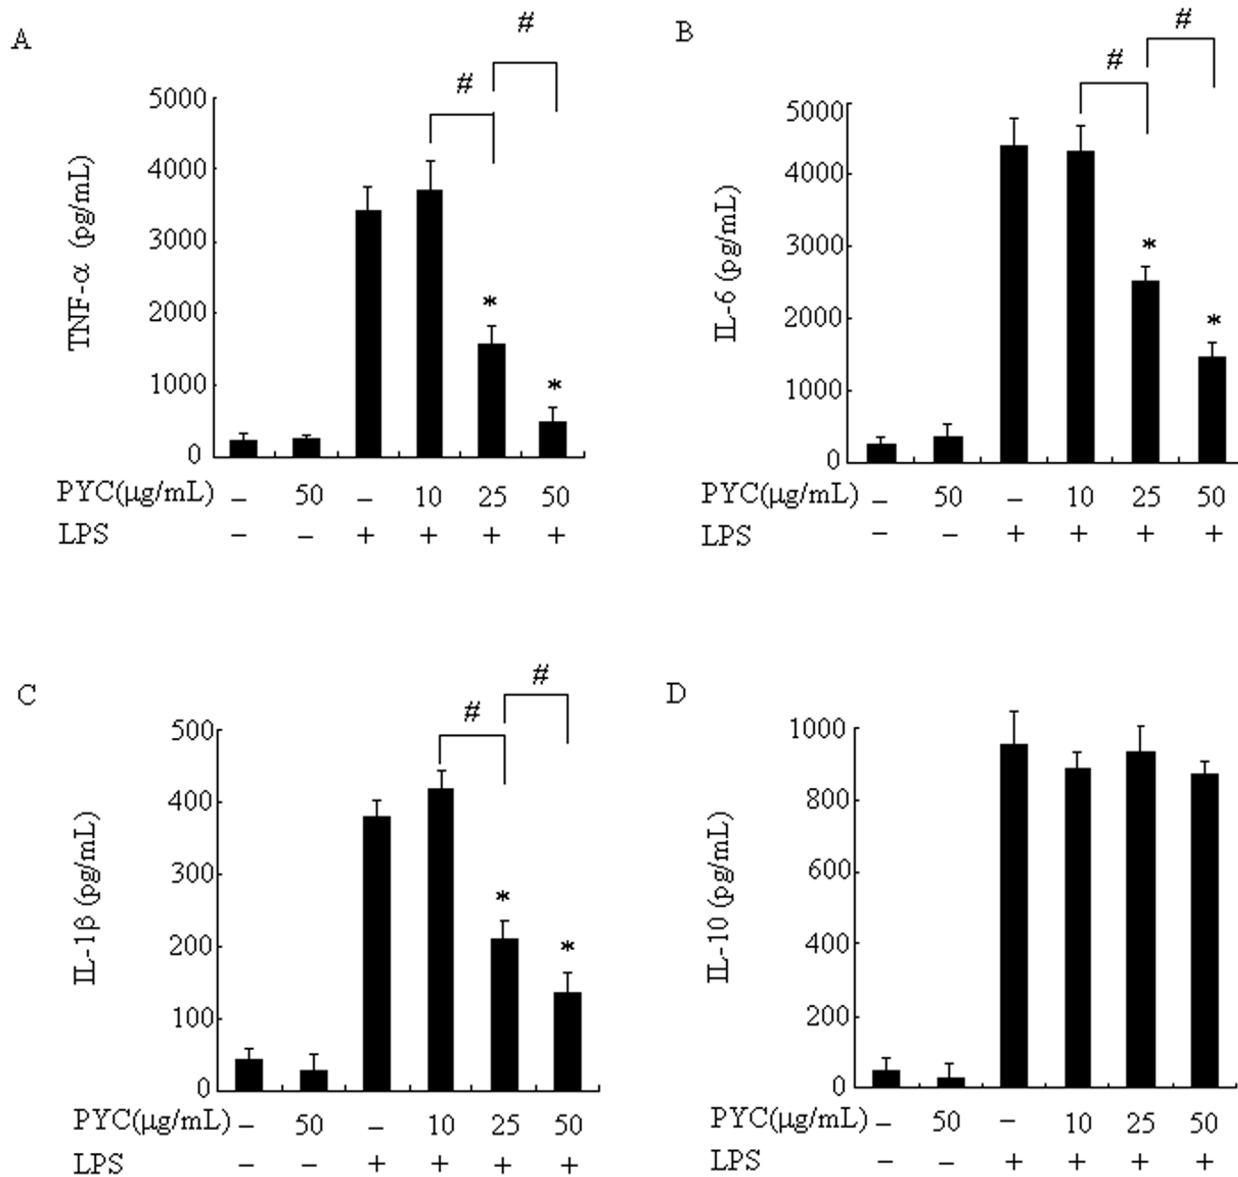 A
#
#
5000
4000
3000
2000
1000
0
TNF-α (pg/mL)
*
*
PYC(μg/mL) – 50 – 10 25 50
LPS – – + + + +
B
#
#
5000
4000
3000
2000
1000
0
IL-6 (pg/mL)
*
*
PYC(μg/mL) – 50 – 10 25 50
LPS – – + + + +
C
#
#
500
400
300
200
100
0
IL-1β (pg/mL)
*
*
PYC(μg/mL) – 50 – 10 25 50
LPS – – + + + +
D
1000
800
600
400
200
0
IL-10 (pg/mL)
PYC(μg/mL) – 50 – 10 25 50
LPS – – + + + +